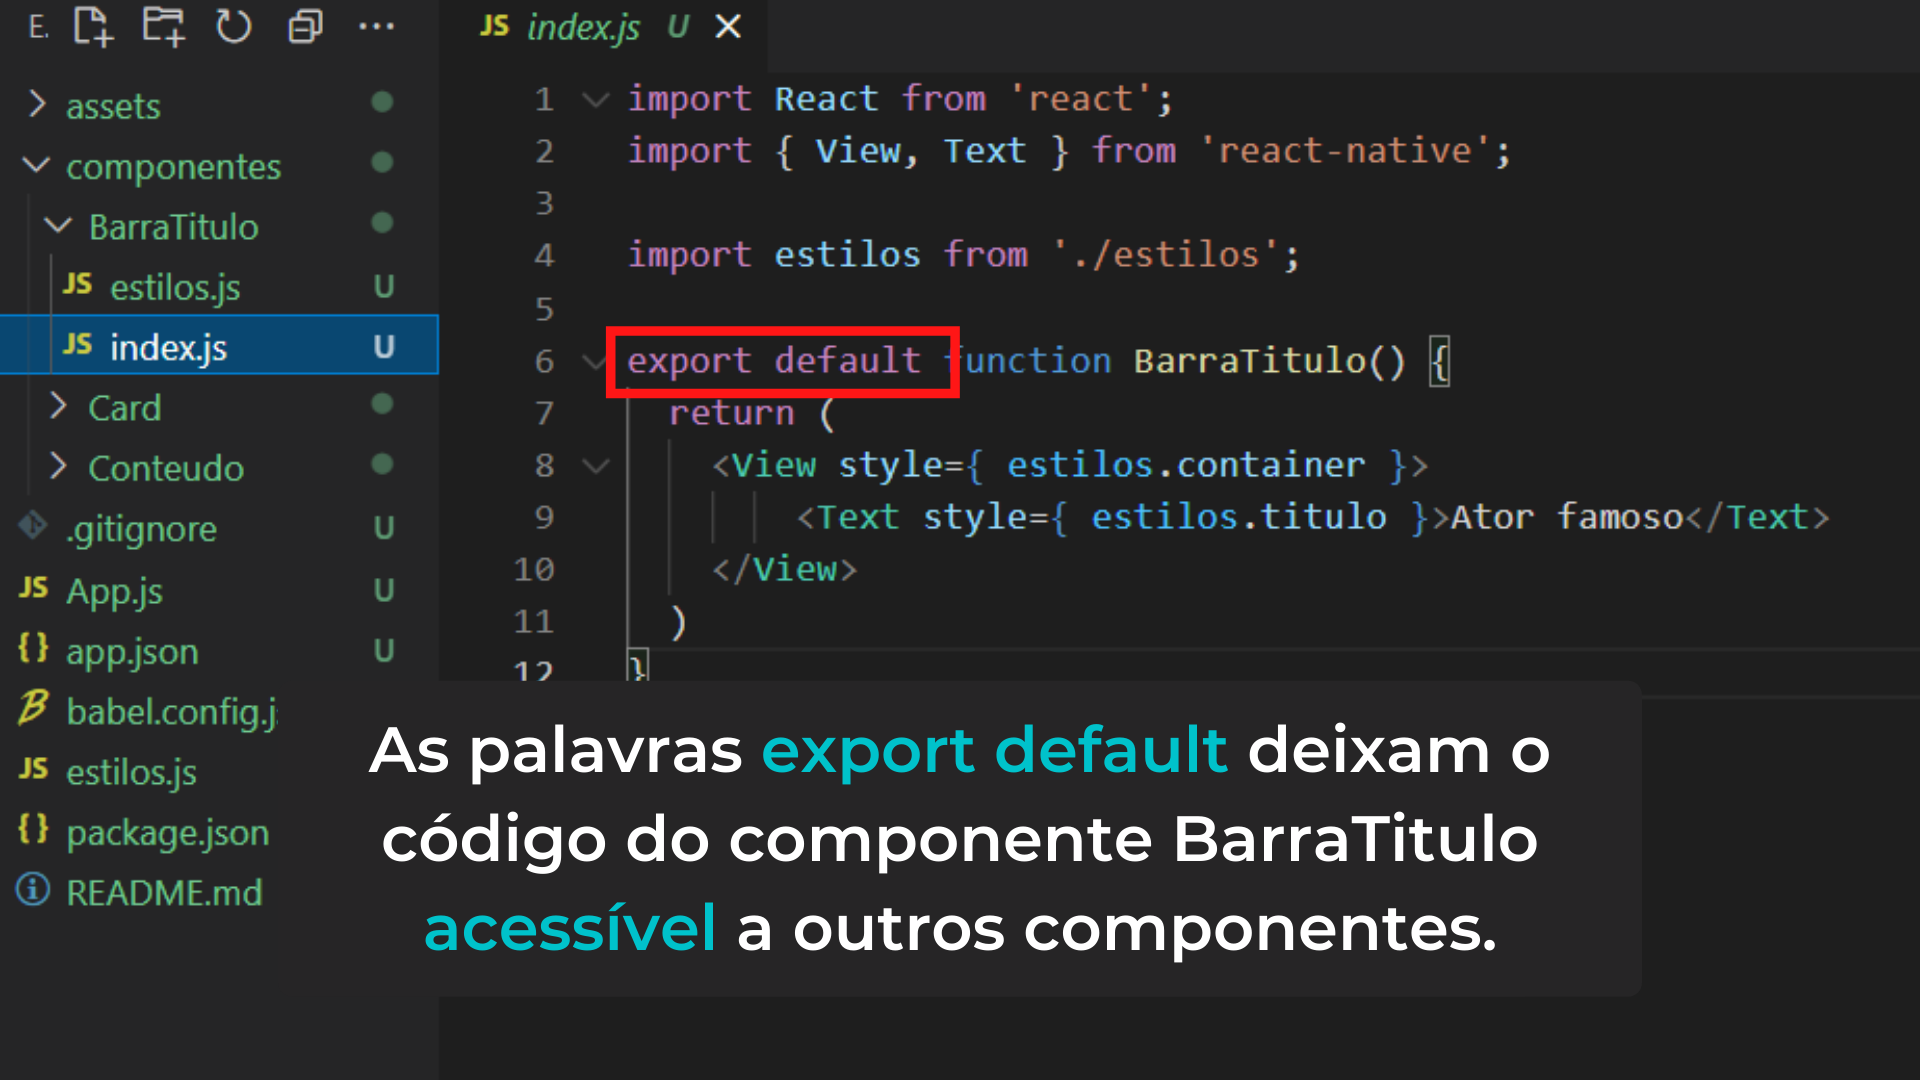 E.
JS index.js U
assets
componentes
BarraTitulo
JS estilos.js U
JS index.js U
Card
Conteudo
.gitignore U
JS App.js U
{} app.json U
babel.config.j
JS estilos.js
{} package.json
README.md
1 import React from 'react';
2 import { View, Text } from 'react-native';
3
4 import estilos from './estilos';
5
6 export default function BarraTitulo() {
7 return (
8 <View style={ estilos.container }>
9 <Text style={ estilos.titulo }>Ator famoso</Text>
10 </View>
11 )
12 }
As palavras export default deixam o
código do componente BarraTitulo
acessível a outros componentes.